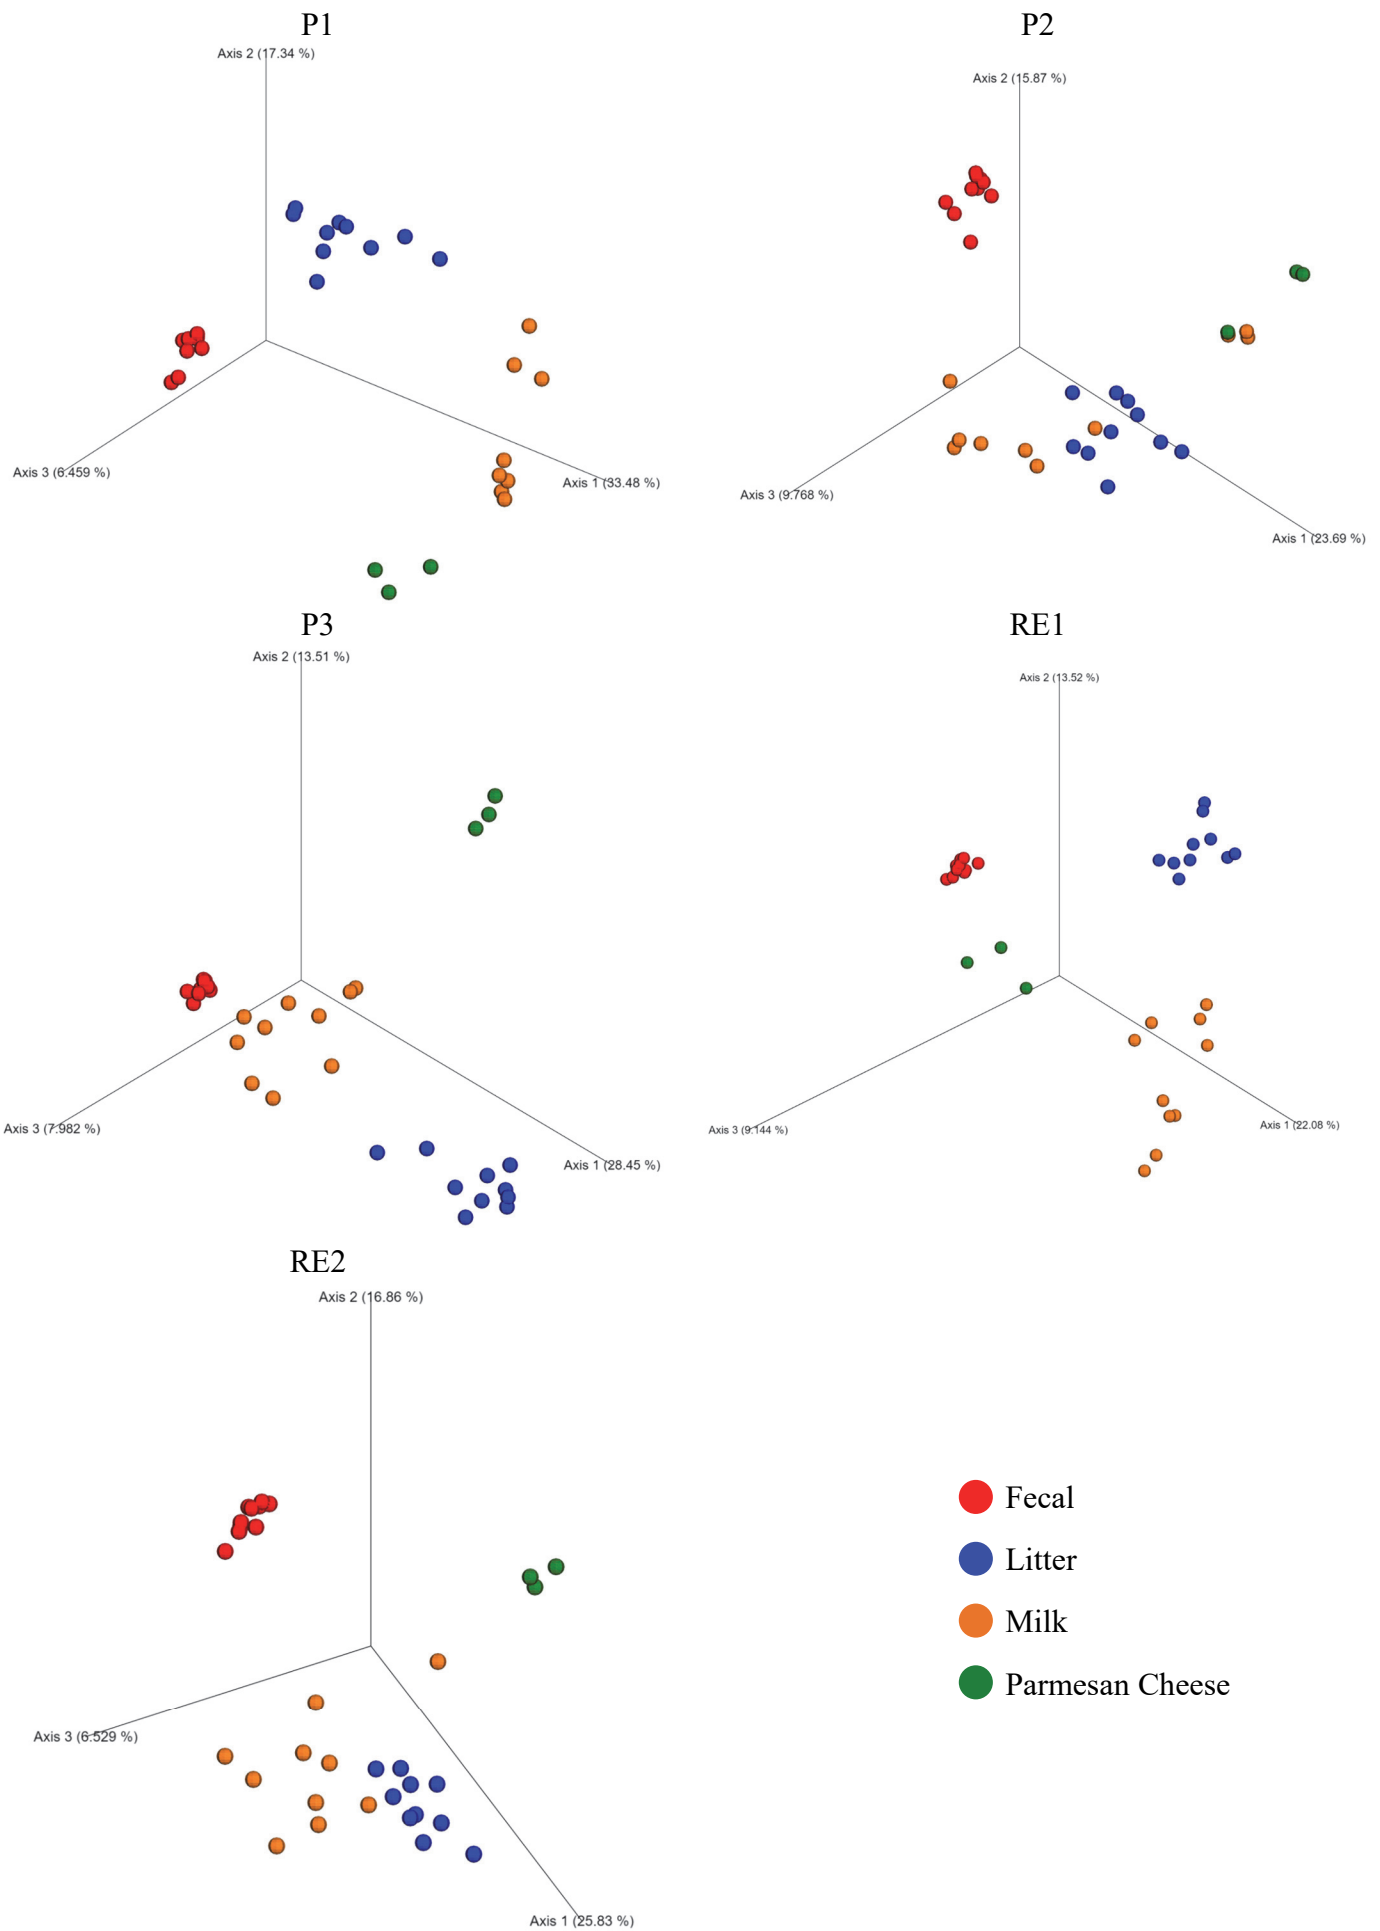 P1
Axis 2 (17.34 %)
Axis 3 (6.459 %)
Axis 1 (33.48 %)
P2
Axis 2 (15.87 %)
Axis 3 (9.768 %)
Axis 1 (23.69 %)
P3
Axis 2 (13.51 %)
Axis 3 (7.982 %)
Axis 1 (28.45 %)
RE1
Axis 2 (13.52 %)
Axis 3 (9.144 %)
Axis 1 (22.08 %)
RE2
Axis 2 (16.86 %)
Axis 3 (6.529 %)
Axis 1 (25.83 %)
Fecal
Litter
Milk
Parmesan Cheese